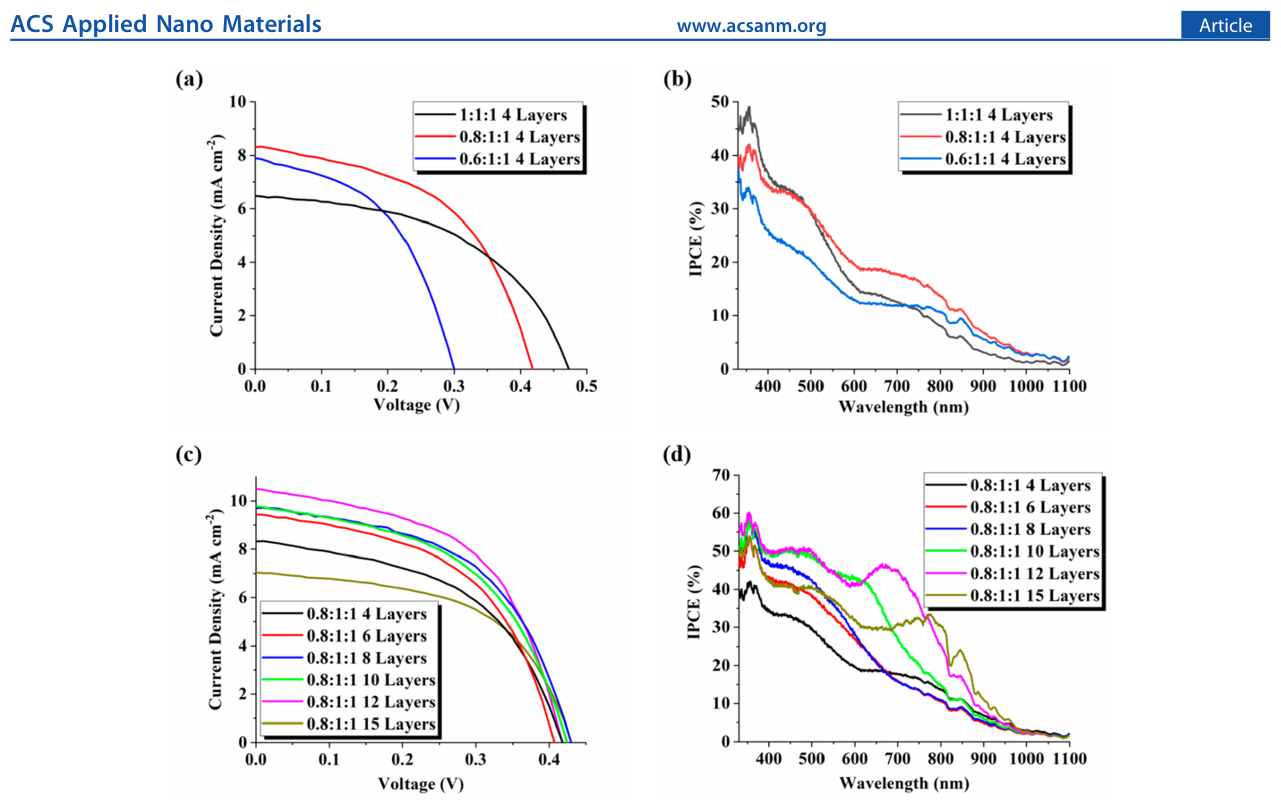 ACS Applied Nano Materials www.acsanm.org Article
(a)
10
8
6
4
2
0
0.0 0.1 0.2 0.3 0.4 0.5
Current Density (mA cm-2)
Voltage (V)
1:1:1 4 Layers
0.8:1:1 4 Layers
0.6:1:1 4 Layers
(b)
50
40
30
20
10
0
400 500 600 700 800 900 1000 1100
IPCE (%)
Wavelength (nm)
1:1:1 4 Layers
0.8:1:1 4 Layers
0.6:1:1 4 Layers
(c)
10
8
6
4
2
0
0.0 0.1 0.2 0.3 0.4
Current Density (mA cm-2)
Voltage (V)
0.8:1:1 4 Layers
0.8:1:1 6 Layers
0.8:1:1 8 Layers
0.8:1:1 10 Layers
0.8:1:1 12 Layers
0.8:1:1 15 Layers
(d)
70
60
50
40
30
20
10
0
400 500 600 700 800 900 1000 1100
IPCE (%)
Wavelength (nm)
0.8:1:1 4 Layers
0.8:1:1 6 Layers
0.8:1:1 8 Layers
0.8:1:1 10 Layers
0.8:1:1 12 Layers
0.8:1:1 15 Layers